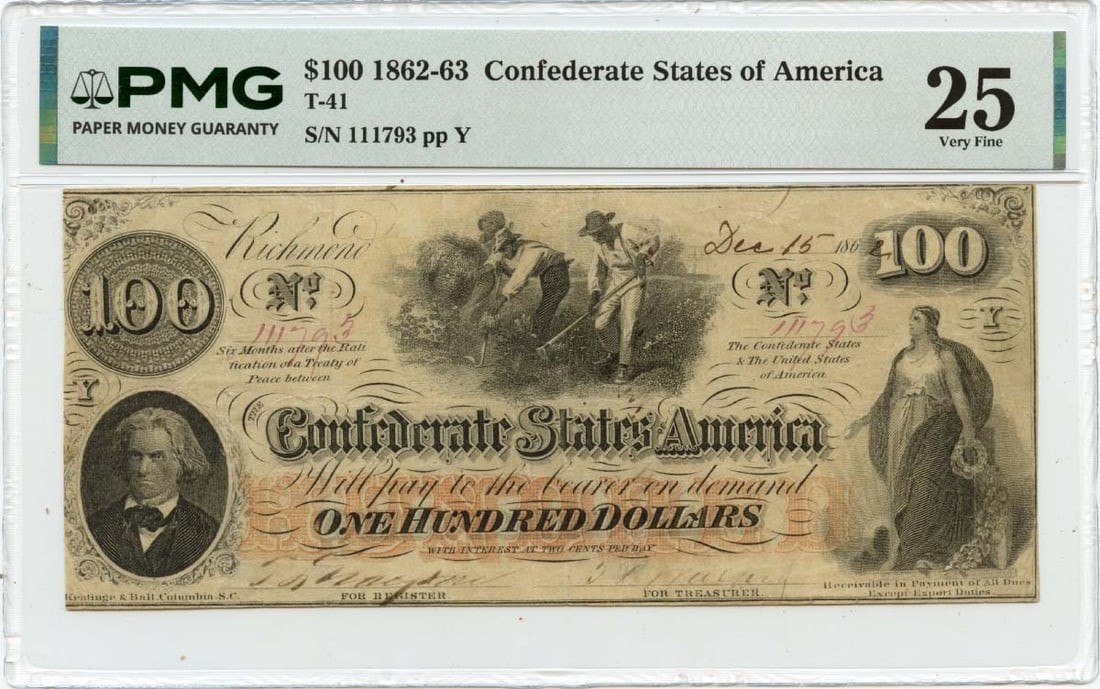 PMG
PAPER MONEY GUARANTY
$100 1862-63 Confederate States of America
T-41
S/N 111793 pp Y
25
Very Fine
Richmond
Dec 15 1862
100
100
No.
No.
111793
111793
Six Months after the Rati
fication of a Treaty of
Peace between
The Confederate States
& The United States
of America
Y
Y
THE
Confederate States America
Will pay to the bearer on demand
ONE HUNDRED DOLLARS
WITH INTEREST AT TWO CENTS PER DAY
Keatinge & Ball, Columbia, S.C.
FOR REGISTER
FOR TREASURER.
Receivable in Payment of All Dues
Except Export Duties.